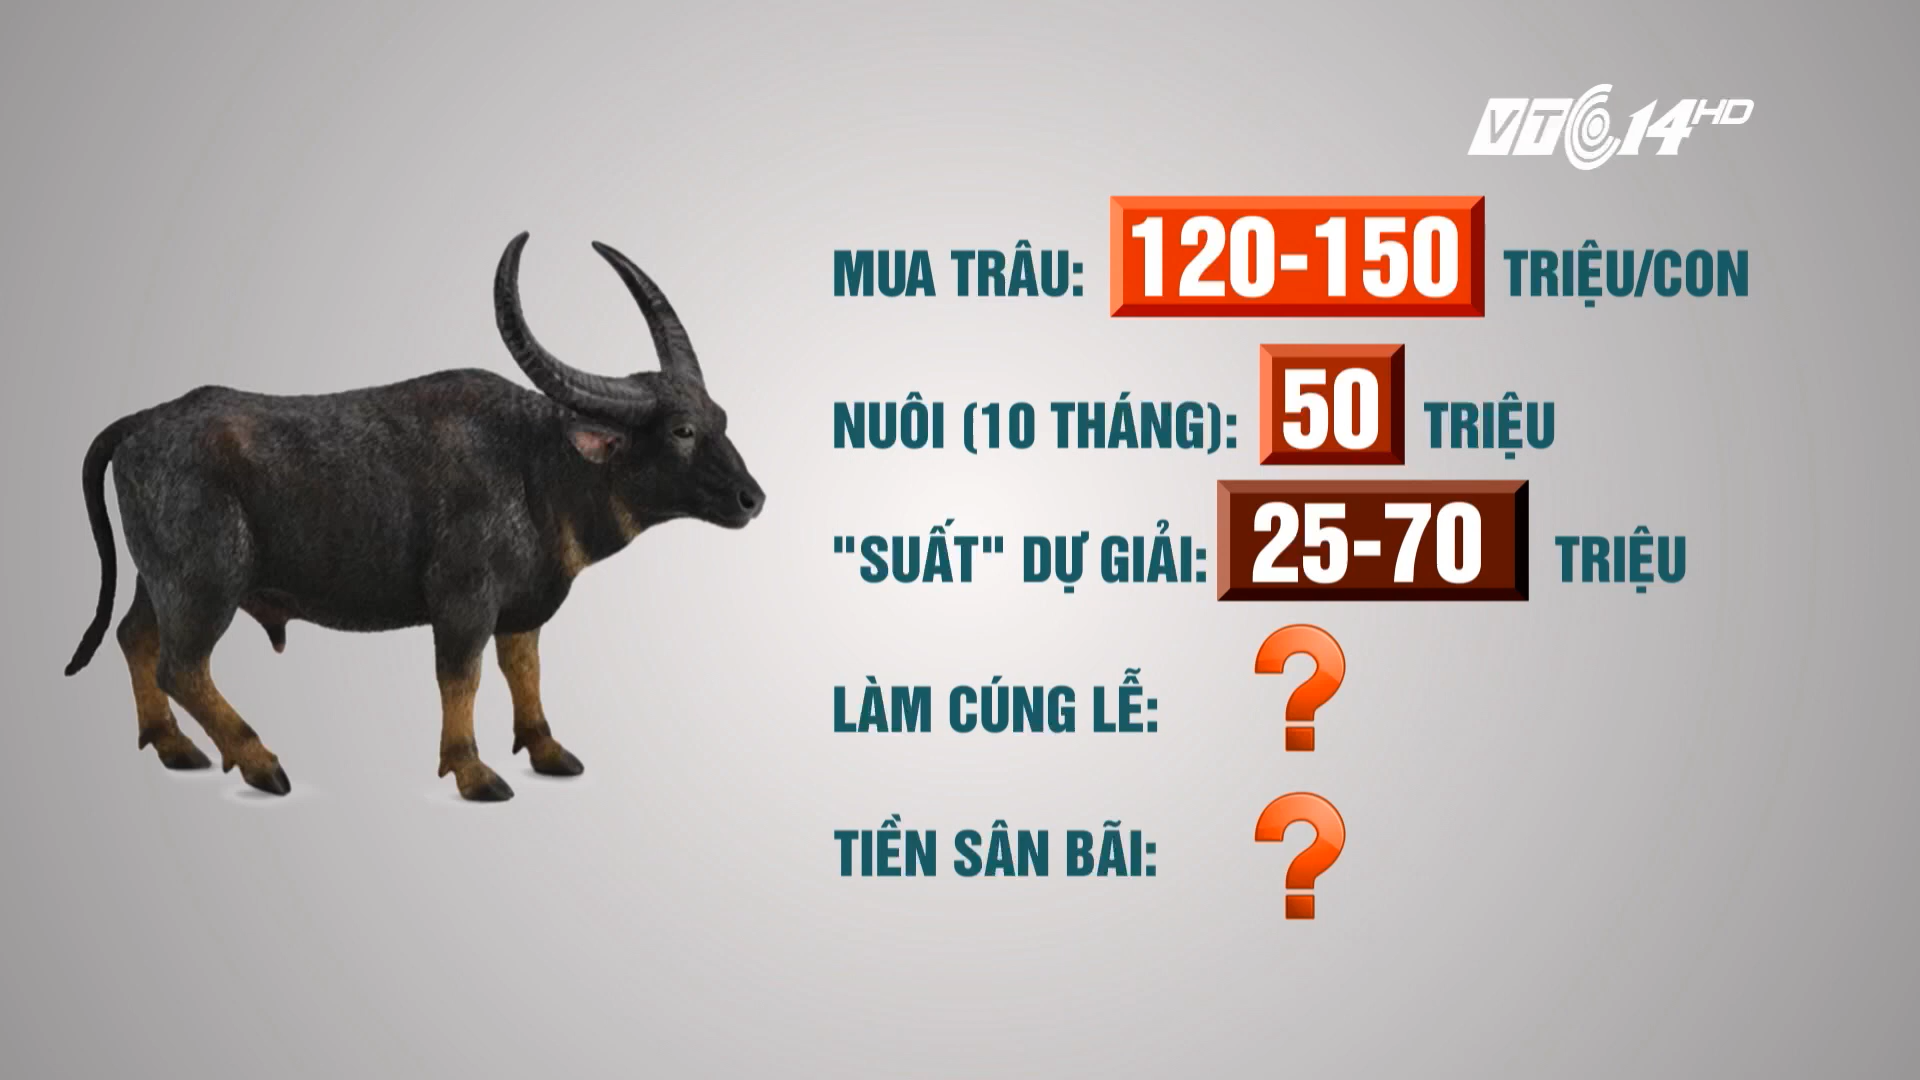 VTC14HD
MUA TRÂU: 120-150 TRIỆU/CON
NUÔI (10 THÁNG): 50 TRIỆU
"SUẤT" DỰ GIẢI: 25-70 TRIỆU
LÀM CÚNG LỄ: ?
TIỀN SÂN BÃI: ?